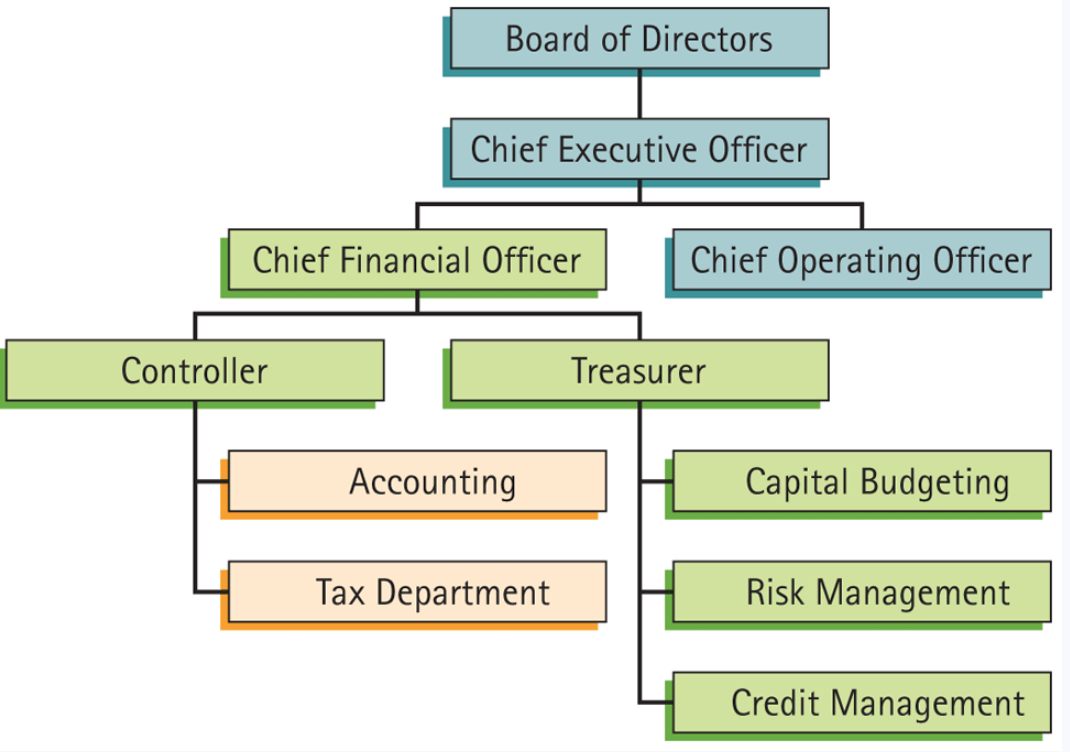 Board of Directors
Chief Executive Officer
Chief Financial Officer
Chief Operating Officer
Controller
Treasurer
Accounting
Capital Budgeting
Tax Department
Risk Management
Credit Management